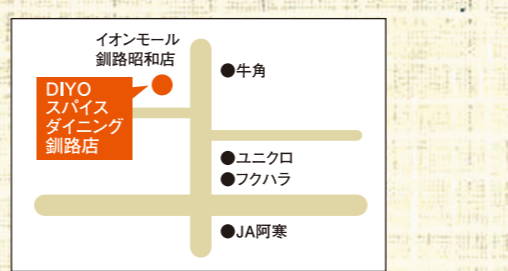 イオンモール
釧路昭和店
●牛角
DIYO
スパイス
ダイニング
釧路店
●ユニクロ
●フクハラ
●JA阿寒